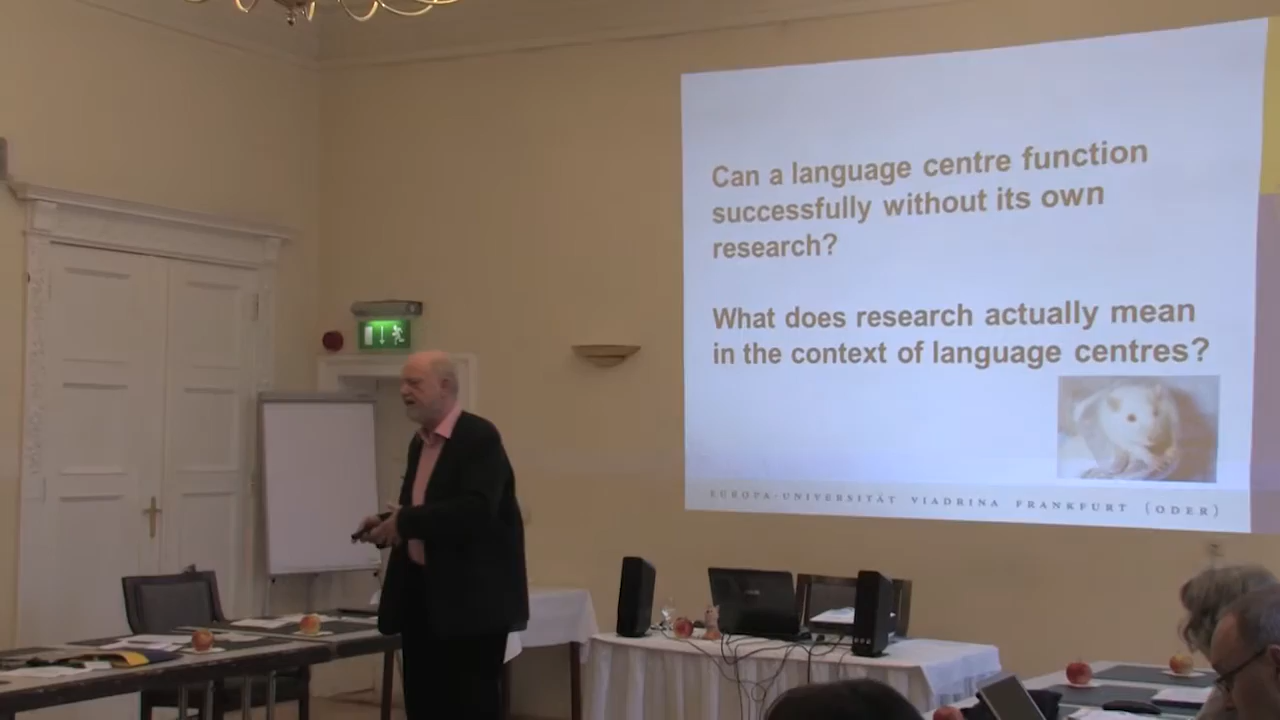 Can a language centre function
successfully without its own
research?
What does research actually mean
in the context of language centres?
EUROPA-UNIVERSITÄT VIADRINA FRANKFURT (ODER)